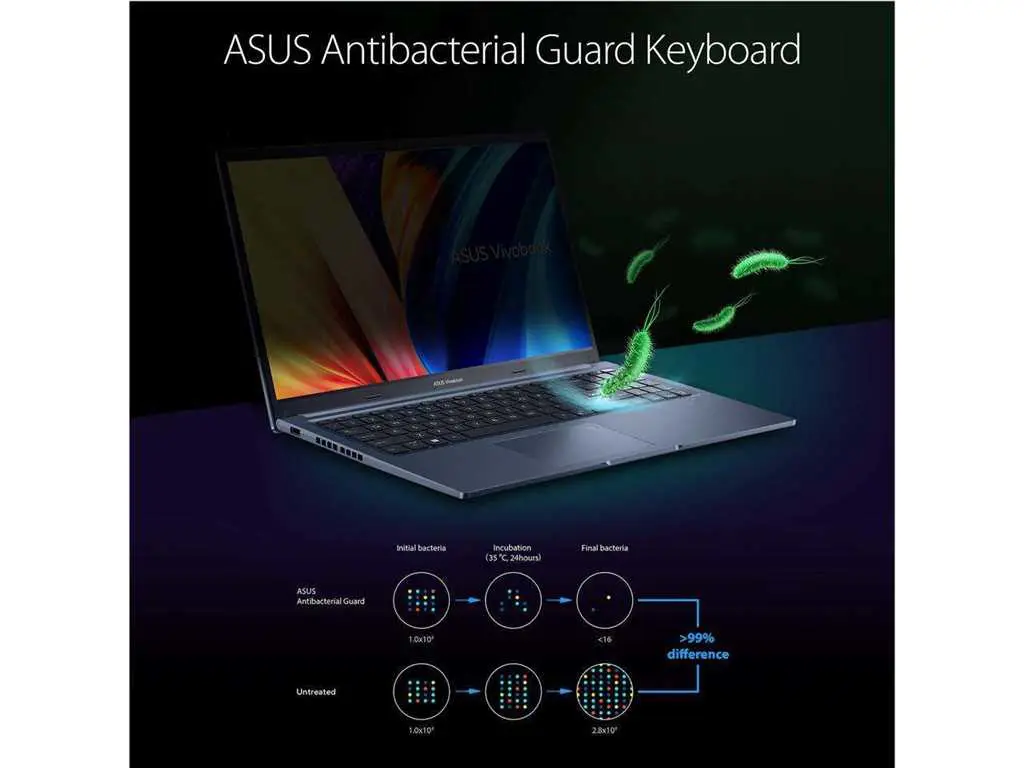 ASUS Antibacterial Guard Keyboard
ASUS Vivobook
ASUS Vivobook
Initial bacteria
Incubation
(35 °C, 24hours)
Final bacteria
ASUS
Antibacterial Guard
<16
>99%
difference
Untreated